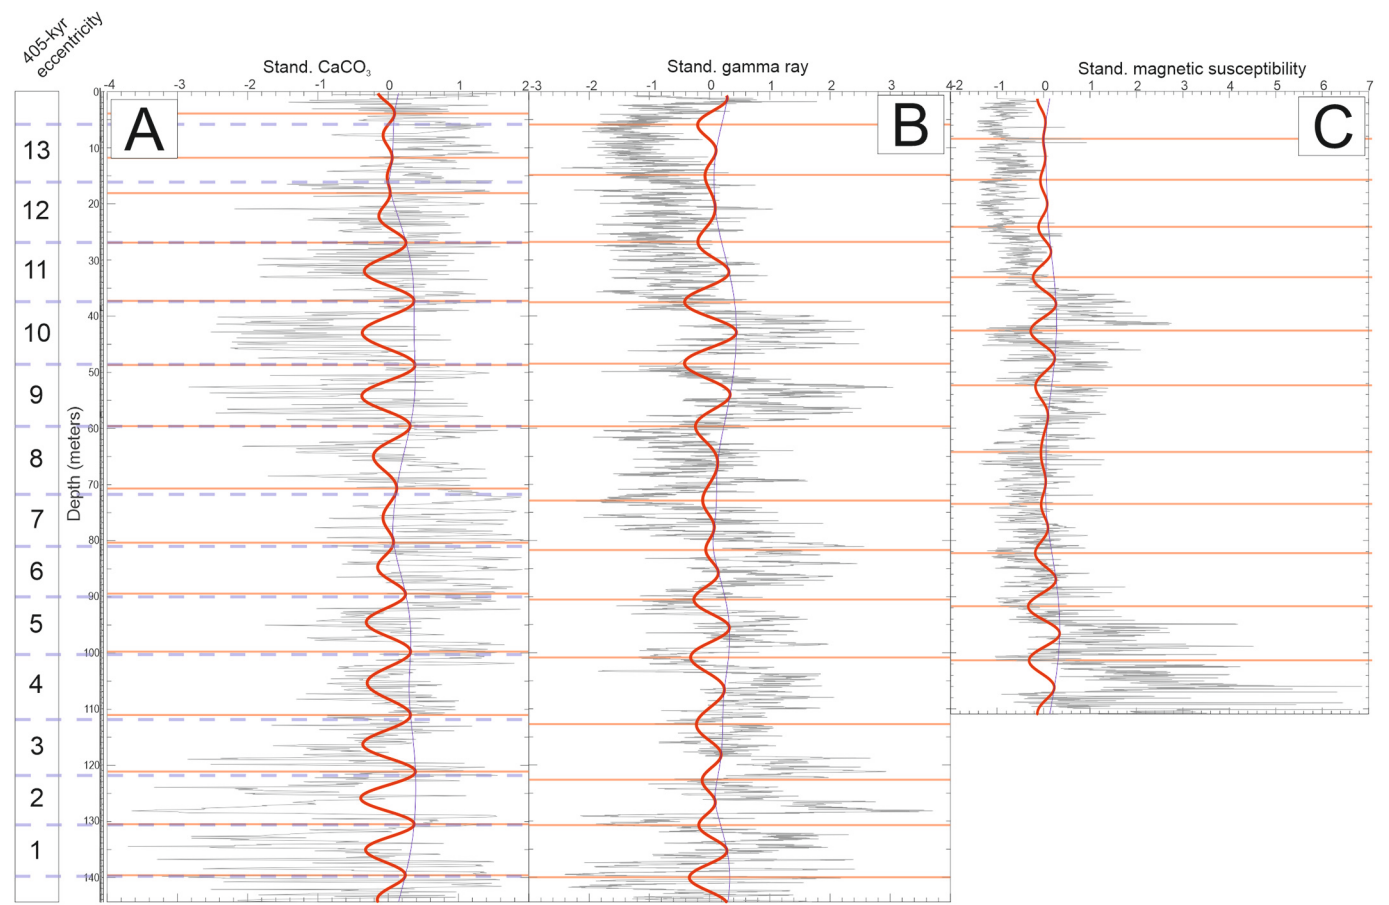 405-kyr
eccentricity
Stand. CaCO₃
Stand. gamma ray
Stand. magnetic susceptibility
-4 -3 -2 -1 0 1 2
-3 -2 -1 0 1 2 3 4
-2 -1 0 1 2 3 4 5 6 7
A
B
C
Depth (meters)
0
10
20
30
40
50
60
70
80
90
100
110
120
130
140
13
12
11
10
9
8
7
6
5
4
3
2
1